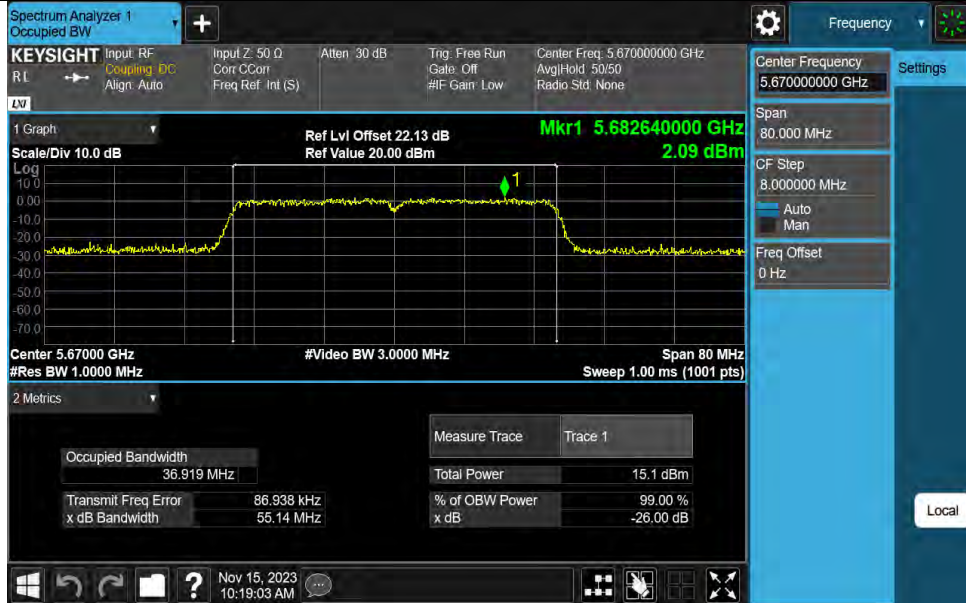 Spectrum Analyzer 1
Occupied BW
+
Frequency
KEYSIGHT
RL
LXI
Input: RF
Coupling: DC
Align: Auto
Input Z: 50 Ω
Corr CCorr
Freq Ref: Int (S)
Atten: 30 dB
Trig: Free Run
Gate: Off
#IF Gain: Low
Center Freq: 5.670000000 GHz
Avg|Hold: 50/50
Radio Std: None
Center Frequency
5.670000000 GHz
Settings
Span
80.000 MHz
CF Step
8.000000 MHz
Auto
Man
Freq Offset
0 Hz
Local
1 Graph
Scale/Div 10.0 dB
Ref Lvl Offset 22.13 dB
Ref Value 20.00 dBm
Mkr1 5.682640000 GHz
2.09 dBm
Log
10.0
0.00
-10.0
-20.0
-30.0
-40.0
-50.0
-60.0
-70.0
1
Center 5.67000 GHz
#Res BW 1.0000 MHz
#Video BW 3.0000 MHz
Span 80 MHz
Sweep 1.00 ms (1001 pts)
2 Metrics
Measure Trace Trace 1
Occupied Bandwidth
36.919 MHz
Total Power 15.1 dBm
Transmit Freq Error 86.938 kHz
% of OBW Power 99.00 %
x dB Bandwidth 55.14 MHz
x dB -26.00 dB
?
Nov 15, 2023
10:19:03 AM